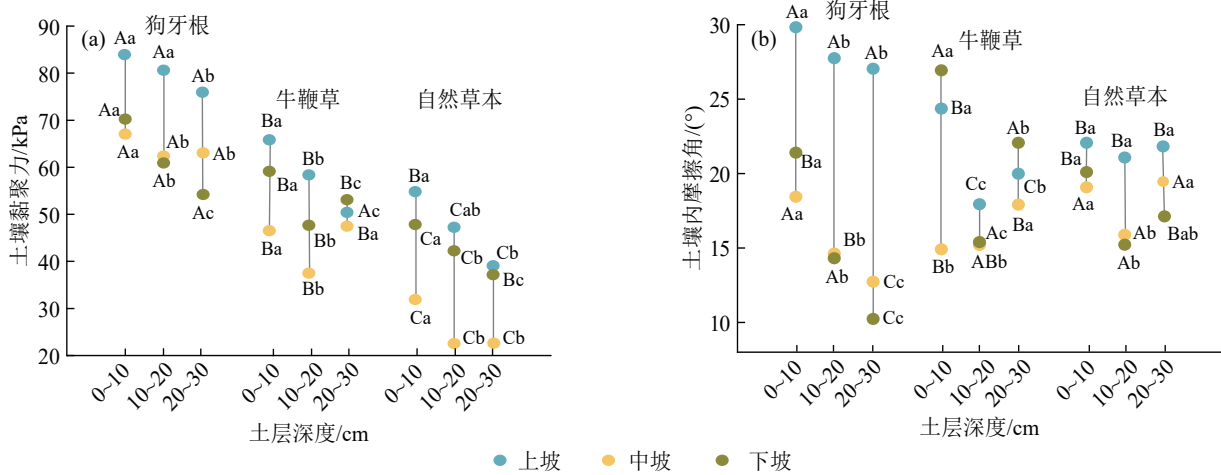 (a)
狗牙根
牛鞭草
自然草本
土壤黏聚力/kPa
90
80
70
60
50
40
30
20
Aa
Aa
Aa
Aa
Ab
Ab
Ab
Ab
Ac
Ba
Ba
Ba
Bb
Bb
Bb
Bc
Ac
Ba
Ba
Ca
Ca
Cab
Cb
Cb
Cb
Bc
Cb
0~10
10~20
20~30
0~10
10~20
20~30
0~10
10~20
20~30
土层深度/cm
(b)
狗牙根
牛鞭草
自然草本
土壤内摩擦角/(°)
30
25
20
15
10
Aa
Ba
Aa
Ab
Bb
Ab
Ab
Cc
Cc
Aa
Ba
Bb
Cc
Ac
ABb
Ab
Cb
Ba
Ba
Ba
Aa
Ba
Ab
Ab
Ba
Aa
Bab
0~10
10~20
20~30
0~10
10~20
20~30
0~10
10~20
20~30
土层深度/cm
上坡 中坡 下坡